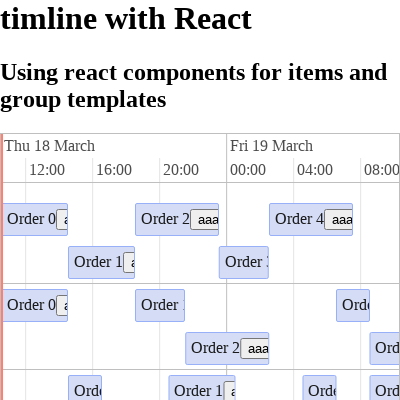 timline with React
Using react components for items and
group templates
Thu 18 March Fri 19 March
12:00 16:00 20:00 00:00 04:00 08:00
Order 0 Order 2 aaa Order 4 aaa
Order 1 Order
Order 0 Order
Order 2 aaa
Order 1